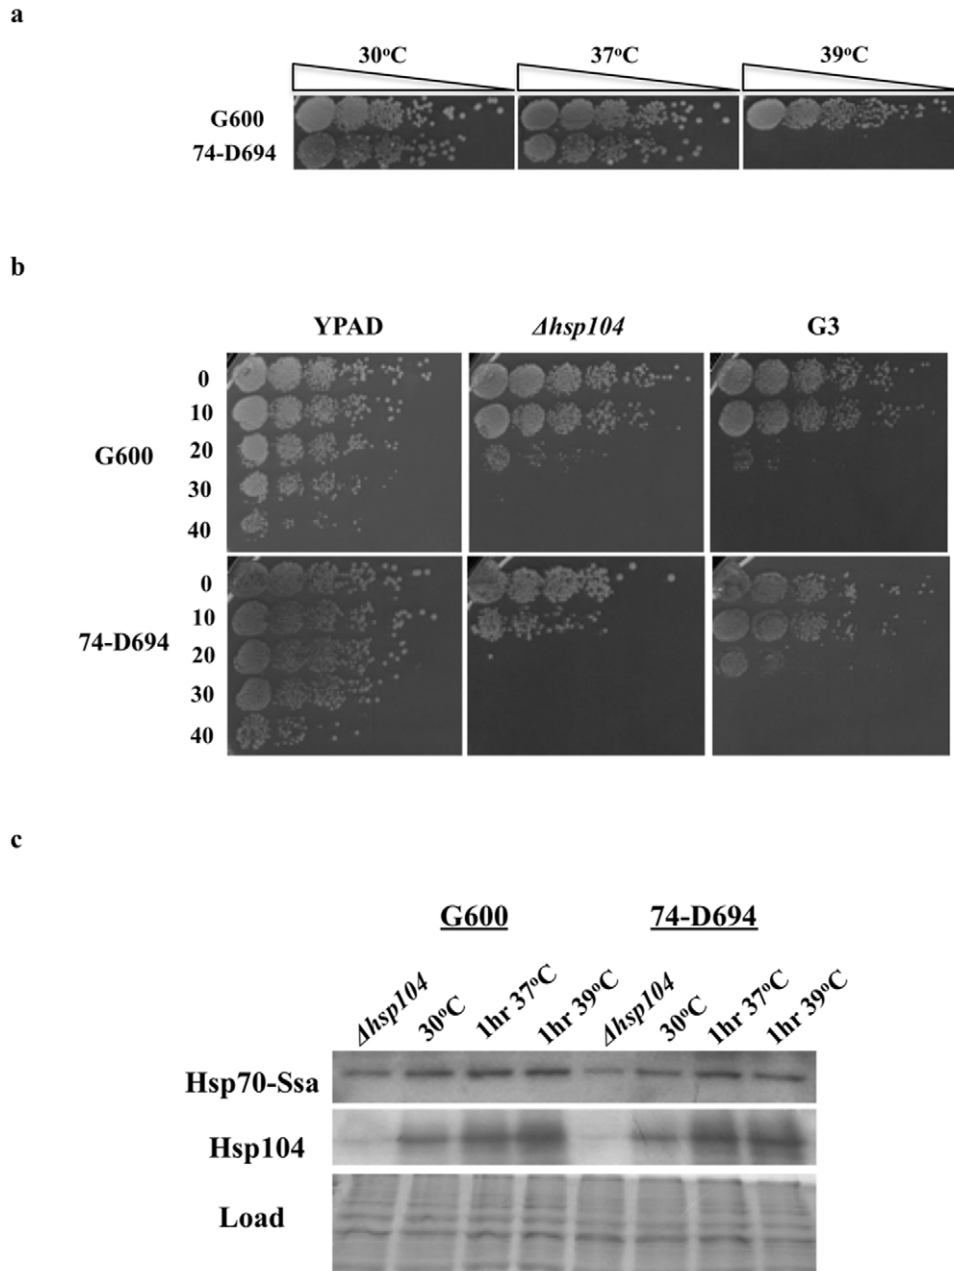 a
30°C 37°C 39°C
G600
74-D694
b
YPAD Δhsp104 G3
0
10
G600 20
30
40
0
10
74-D694 20
30
40
c
G600 74-D694
Δhsp104 30°C 1hr 37°C 1hr 39°C Δhsp104 30°C 1hr 37°C 1hr 39°C
Hsp70-Ssa
Hsp104
Load